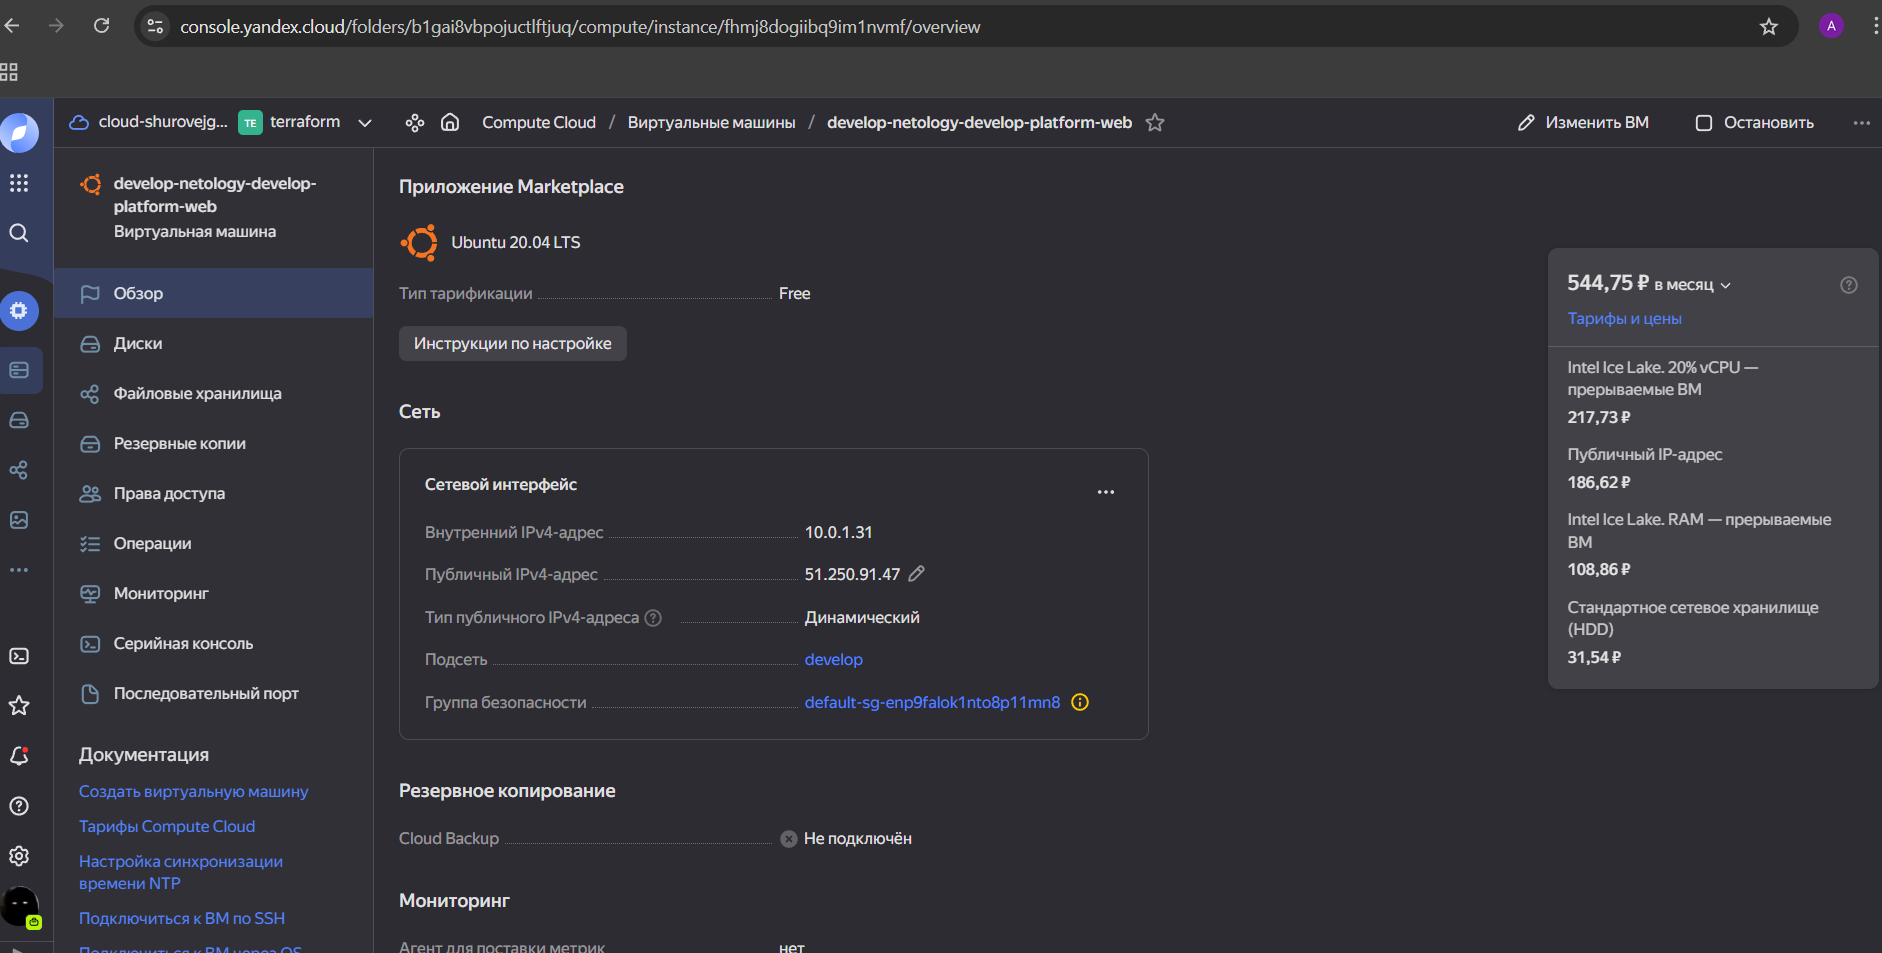 console.yandex.cloud/folders/b1gai8vbpojuctlftjuq/compute/instance/fhmj8dogiibq9im1nvmf/overview
A
cloud-shurovejg... TE terraform
Compute Cloud / Виртуальные машины / develop-netology-develop-platform-web
Изменить ВМ
Остановить
develop-netology-develop-
platform-web
Виртуальная машина
Обзор
Диски
Файловые хранилища
Резервные копии
Права доступа
Операции
Мониторинг
Серийная консоль
Последовательный порт
Документация
Создать виртуальную машину
Тарифы Compute Cloud
Настройка синхронизации
времени NTP
Подключиться к ВМ по SSH
Подключиться к ВМ через OS
Приложение Marketplace
Ubuntu 20.04 LTS
Тип тарификации Free
Инструкции по настройке
Сеть
Сетевой интерфейс
Внутренний IPv4-адрес 10.0.1.31
Публичный IPv4-адрес 51.250.91.47
Тип публичного IPv4-адреса Динамический
Подсеть develop
Группа безопасности default-sg-enp9falok1nto8p11mn8
Резервное копирование
Cloud Backup Не подключён
Мониторинг
Агент для поставки метрик нет
544,75 ₽ в месяц
Тарифы и цены
Intel Ice Lake. 20% vCPU —
прерываемые ВМ
217,73 ₽
Публичный IP-адрес
186,62 ₽
Intel Ice Lake. RAM — прерываемые
ВМ
108,86 ₽
Стандартное сетевое хранилище
(HDD)
31,54 ₽